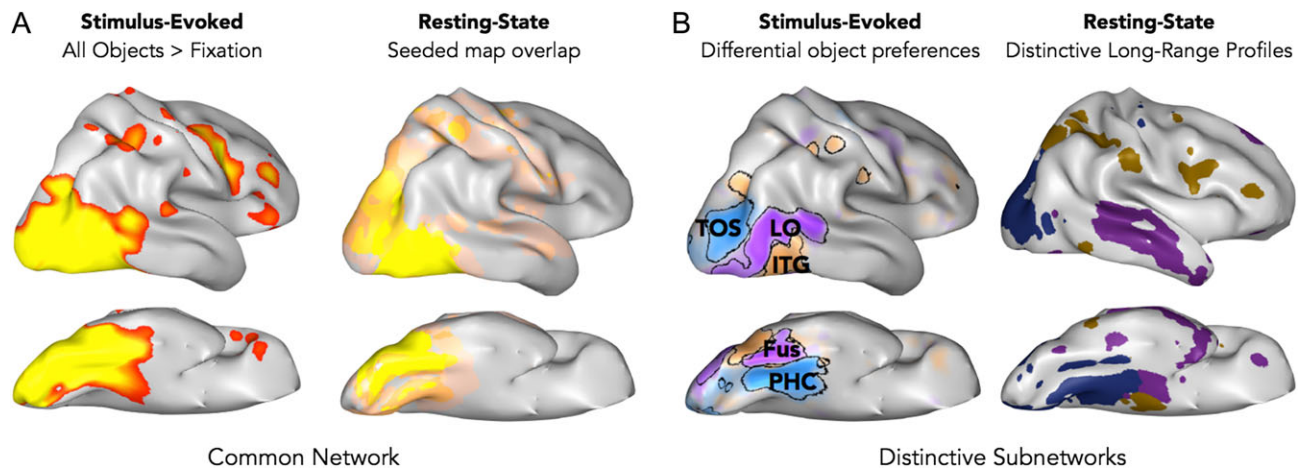 A
Stimulus-Evoked
All Objects > Fixation
Resting-State
Seeded map overlap
B
Stimulus-Evoked
Differential object preferences
Resting-State
Distinctive Long-Range Profiles
TOS
LO
ITG
Fus
PHC
Common Network
Distinctive Subnetworks